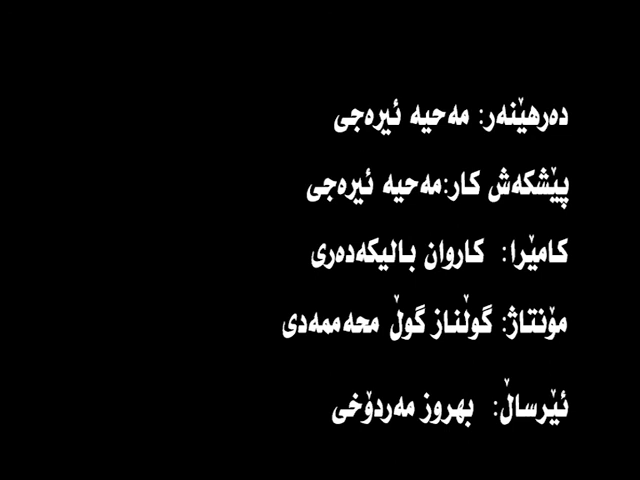 دەرهێنەر: مەحیە ئیرەجی
پێشکەش کار:مەحیە ئیرەجی
کامێرا: کاروان بالیکەدەری
مۆنتاژ: گوڵناز گوڵ محەممەدی
ئێرساڵ: بهروز مەردۆخی